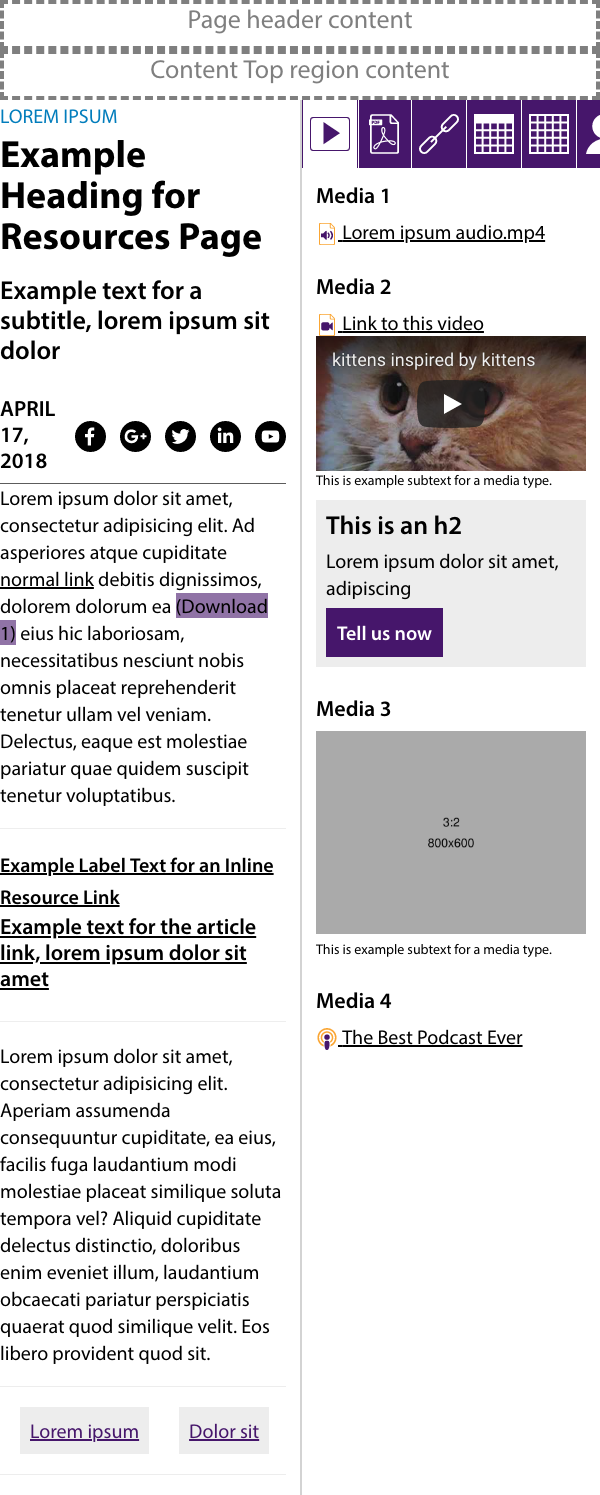 Page header content
Content Top region content
LOREM IPSUM
Example
Heading for
Resources Page
Example text for a
subtitle, lorem ipsum sit
dolor
APRIL
17,
2018
Lorem ipsum dolor sit amet,
consectetur adipisicing elit. Ad
asperiores atque cupiditate
normal link debitis dignissimos,
dolorem dolorum ea (Download
1) eius hic laboriosam,
necessitatibus nesciunt nobis
omnis placeat reprehenderit
tenetur ullam vel veniam.
Delectus, eaque est molestiae
pariatur quae quidem suscipit
tenetur voluptatibus.
Example Label Text for an Inline
Resource Link
Example text for the article
link, lorem ipsum dolor sit
amet
Lorem ipsum dolor sit amet,
consectetur adipisicing elit.
Aperiam assumenda
consequuntur cupiditate, ea eius,
facilis fuga laudantium modi
molestiae placeat similique soluta
tempora vel? Aliquid cupiditate
delectus distinctio, doloribus
enim eveniet illum, laudantium
obcaecati pariatur perspiciatis
quaerat quod similique velit. Eos
libero provident quod sit.
Lorem ipsum
Dolor sit
PDF
Media 1
Lorem ipsum audio.mp4
Media 2
Link to this video
kittens inspired by kittens
This is example subtext for a media type.
This is an h2
Lorem ipsum dolor sit amet,
adipiscing
Tell us now
Media 3
3:2
800x600
This is example subtext for a media type.
Media 4
The Best Podcast Ever